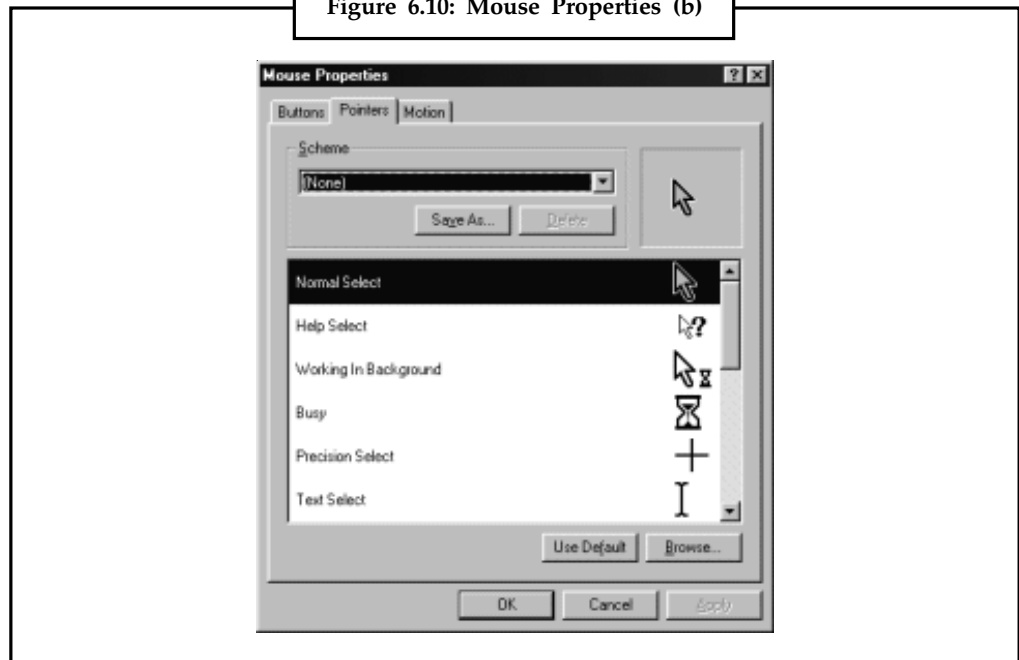 Figure 6.10: Mouse Properties (b)
Mouse Properties
Buttons Pointers Motion
Scheme
(None)
Save As... Delete
Normal Select
Help Select
Working In Background
Busy
Precision Select
Text Select
Use Default Browse...
OK Cancel Apply